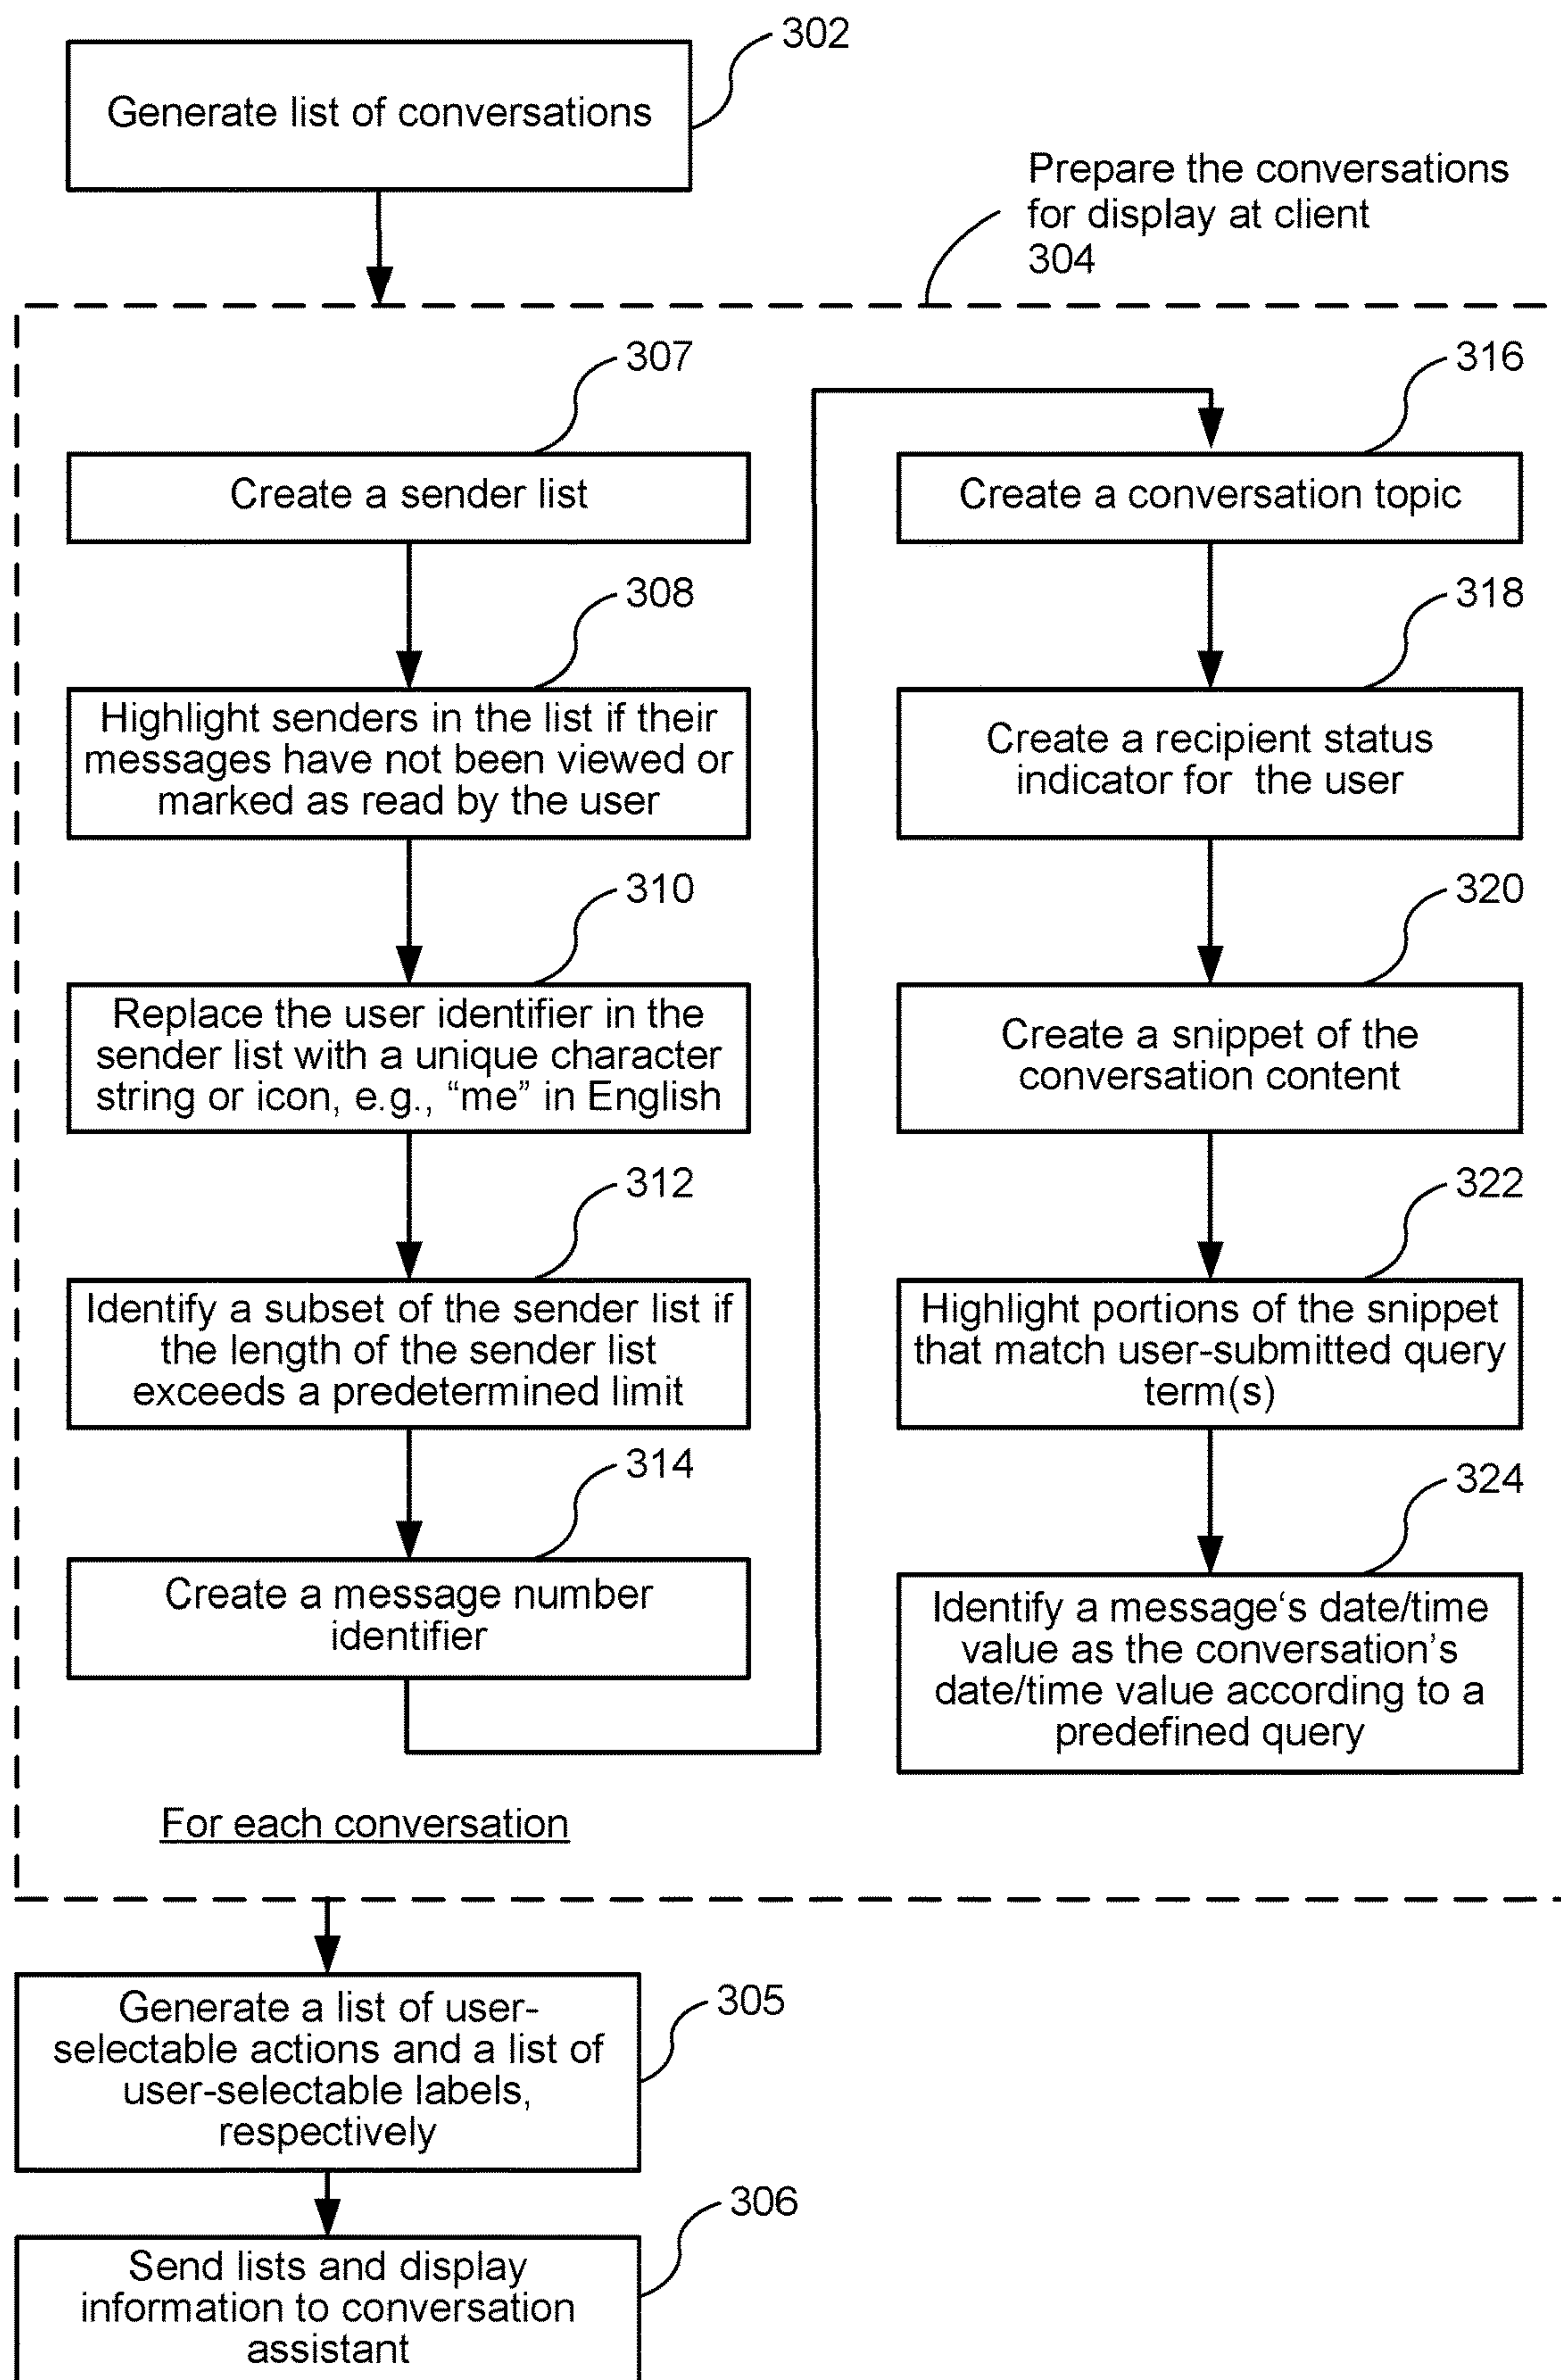 302
Generate list of conversations
Prepare the conversations
for display at client
304
307
Create a sender list
308
Highlight senders in the list if their
messages have not been viewed or
marked as read by the user
310
Replace the user identifier in the
sender list with a unique character
string or icon, e.g., “me” in English
312
Identify a subset of the sender list if
the length of the sender list
exceeds a predetermined limit
314
Create a message number
identifier
316
Create a conversation topic
318
Create a recipient status
indicator for the user
320
Create a snippet of the
conversation content
322
Highlight portions of the snippet
that match user-submitted query
term(s)
324
Identify a message‘s date/time
value as the conversation’s
date/time value according to a
predefined query
For each conversation
305
Generate a list of user-
selectable actions and a list of
user-selectable labels,
respectively
306
Send lists and display
information to conversation
assistant